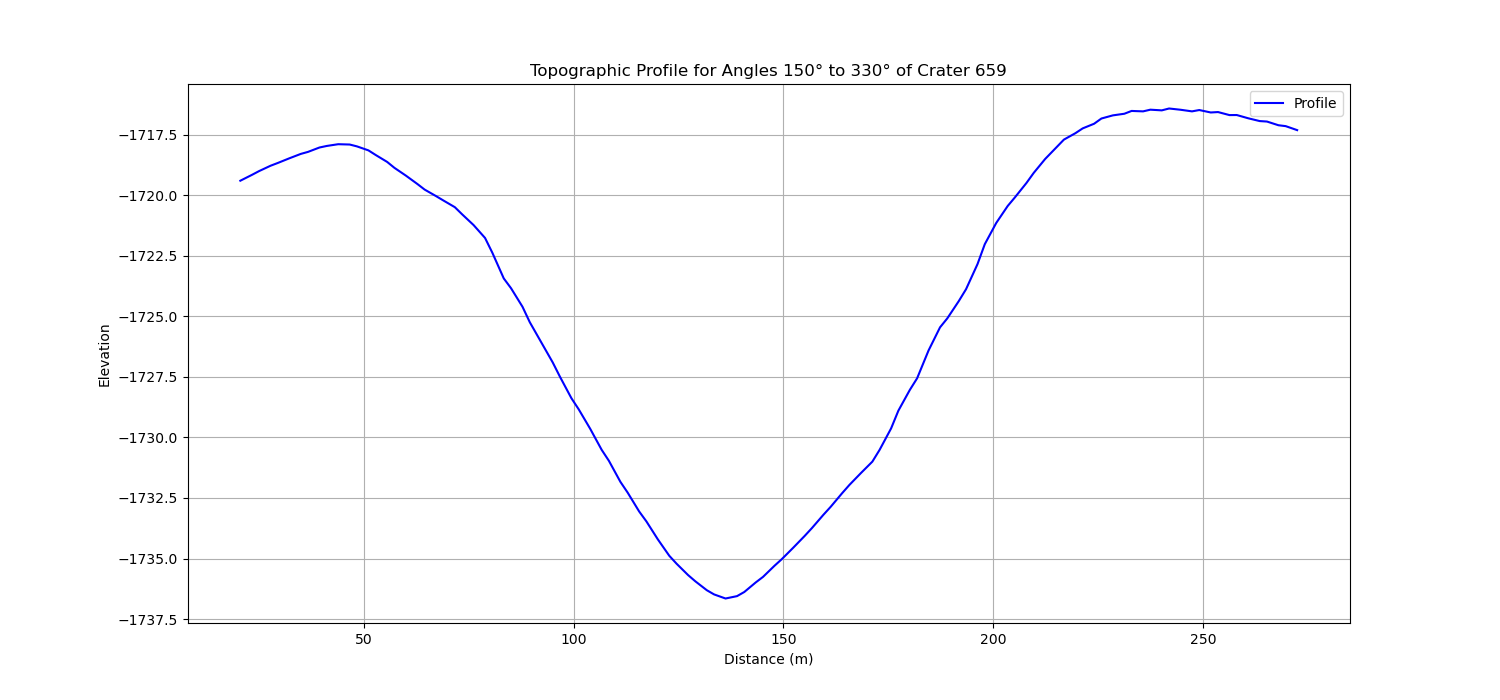 Topographic Profile for Angles 150° to 330° of Crater 659
Profile
−1717.5
−1720.0
−1722.5
−1725.0
−1727.5
−1730.0
−1732.5
−1735.0
−1737.5
Elevation
50 100 150 200 250
Distance (m)